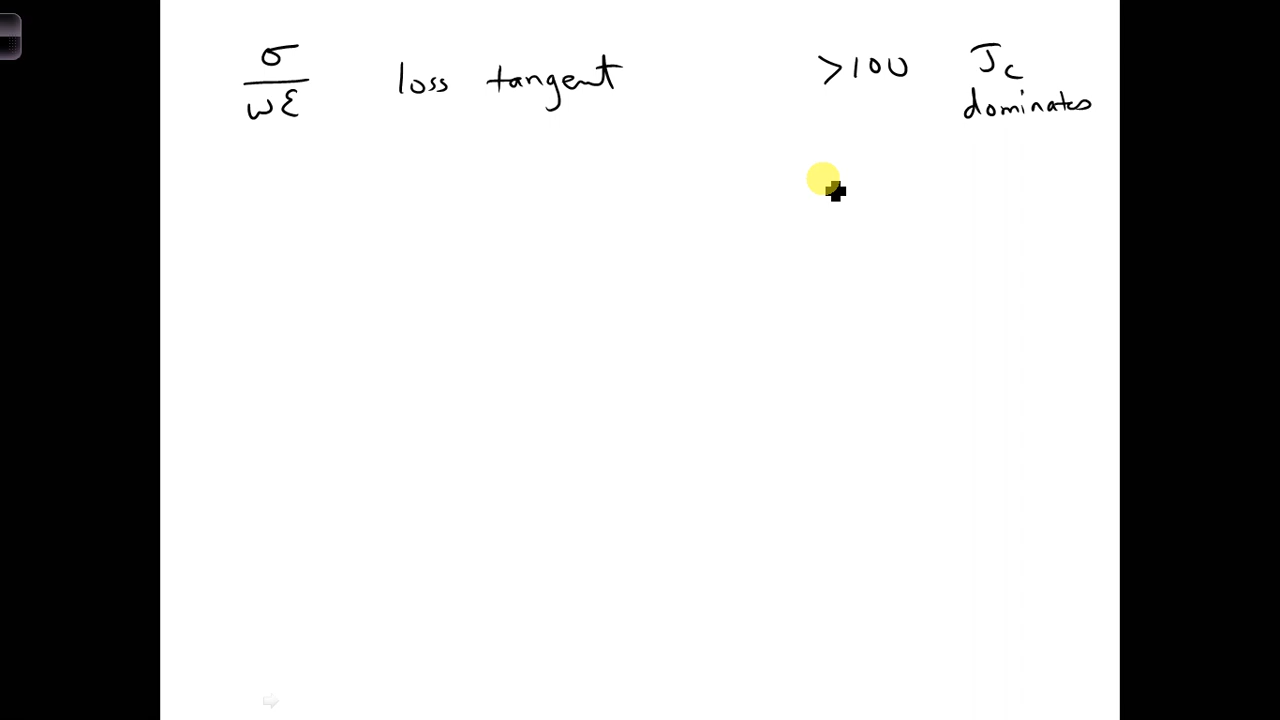 σ/ωε loss tangent >100 Jc
dominates